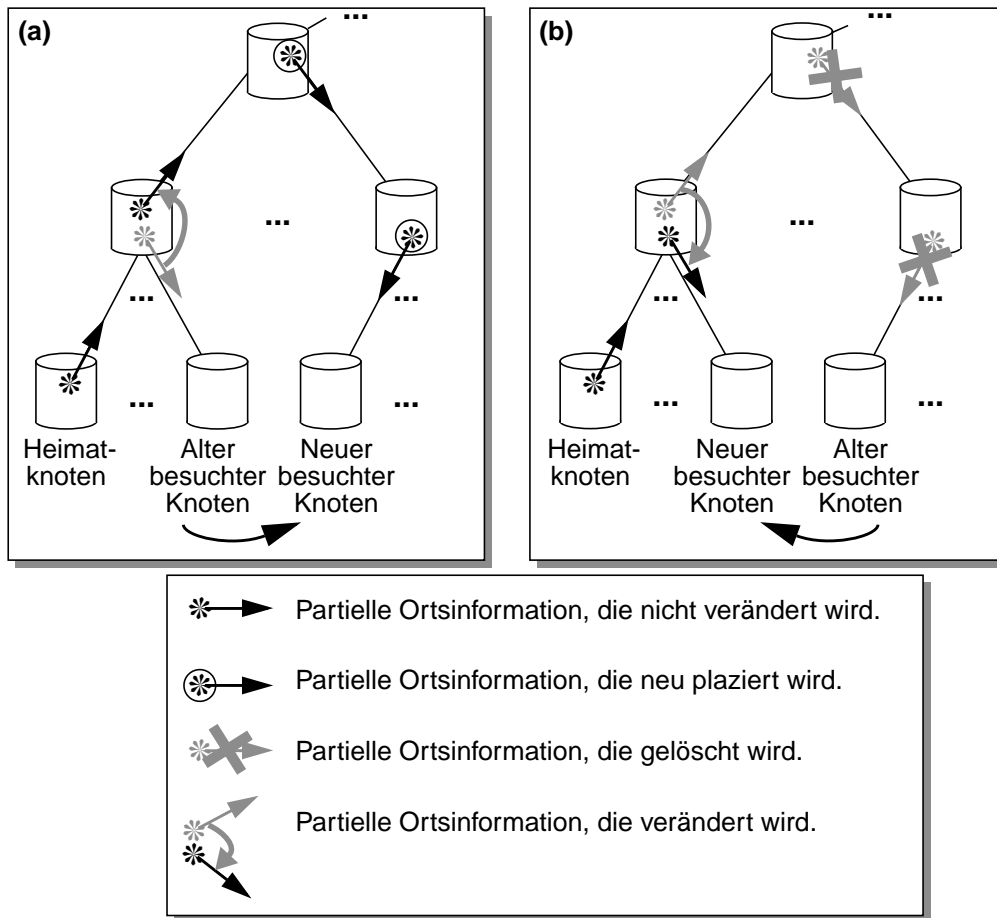 (a)
...
...
...
...
...
...
Heimat-
knoten
Alter
besuchter
Knoten
Neuer
besuchter
Knoten
(b)
...
...
...
...
...
...
Heimat-
knoten
Neuer
besuchter
Knoten
Alter
besuchter
Knoten
Partielle Ortsinformation, die nicht verändert wird.
Partielle Ortsinformation, die neu plaziert wird.
Partielle Ortsinformation, die gelöscht wird.
Partielle Ortsinformation, die verändert wird.